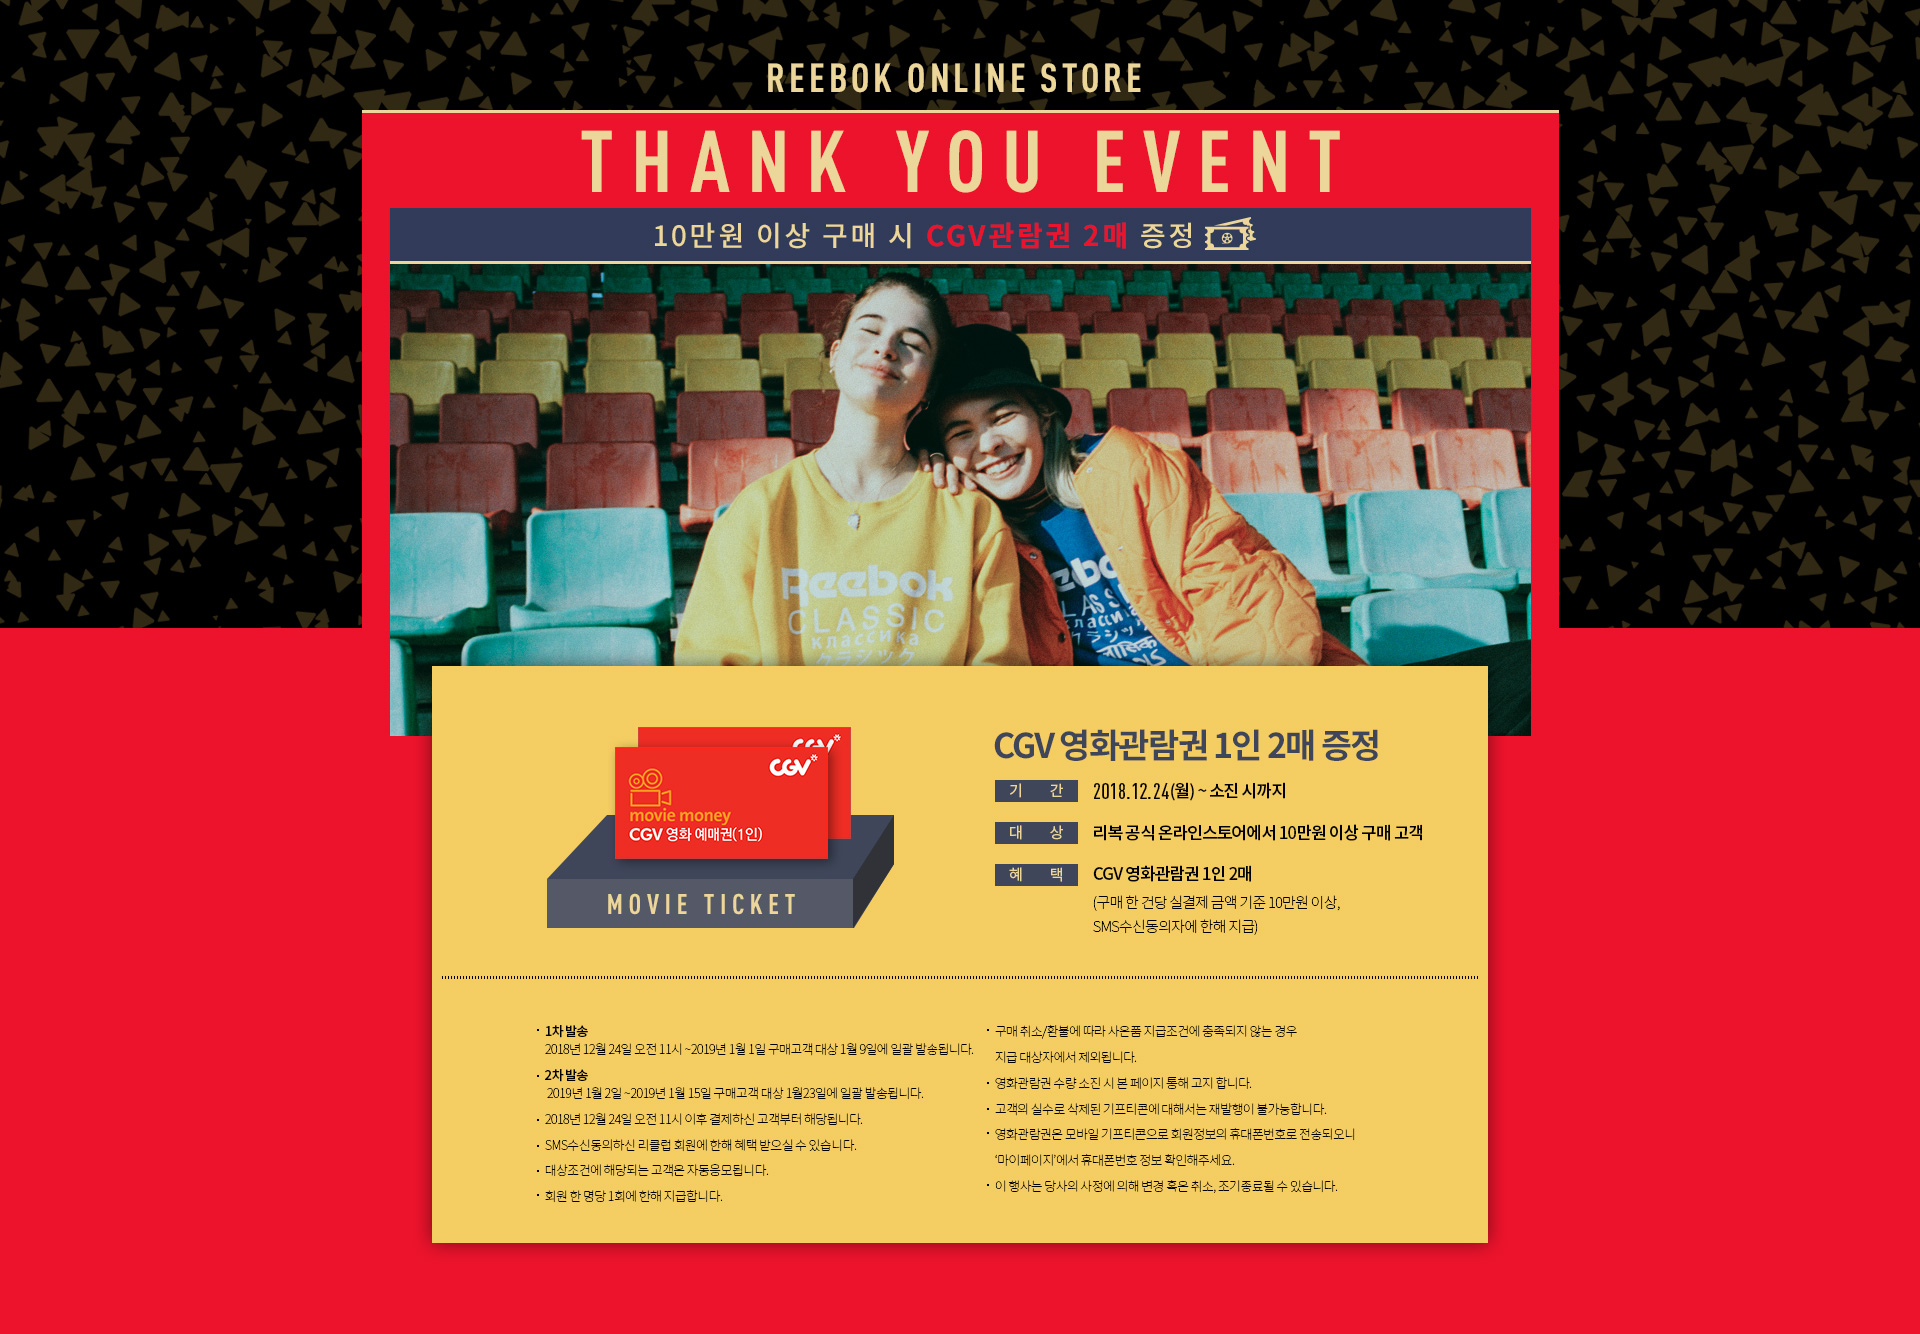 REEBOK ONLINE STORE
THANK YOU EVENT
10만원 이상 구매 시 CGV관람권 2매 증정
Reebok
CLASSIC
классика
クラシック
CGV
CGV
movie money
CGV 영화 예매권(1인)
MOVIE TICKET
CGV 영화관람권 1인 2매 증정
기 간 2018.12.24(월) ~ 소진 시까지
대 상 리복 공식 온라인스토어에서 10만원 이상 구매 고객
혜 택 CGV 영화관람권 1인 2매
(구매 한 건당 실결제 금액 기준 10만원 이상,
SMS수신동의자에 한해 지급)
· 1차 발송
2018년 12월 24일 오전 11시 ~2019년 1월 1일 구매고객 대상 1월 9일에 일괄 발송됩니다.
· 2차 발송
2019년 1월 2일 ~2019년 1월 15일 구매고객 대상 1월23일에 일괄 발송됩니다.
· 2018년 12월 24일 오전 11시 이후 결제하신 고객부터 해당됩니다.
· SMS수신동의하신 리클럽 회원에 한해 혜택 받으실 수 있습니다.
· 대상조건에 해당되는 고객은 자동응모됩니다.
· 회원 한 명당 1회에 한해 지급합니다.
· 구매 취소/환불에 따라 사은품 지급조건에 충족되지 않는 경우
지급 대상자에서 제외됩니다.
· 영화관람권 수량 소진 시 본 페이지 통해 고지 합니다.
· 고객의 실수로 삭제된 기프티콘에 대해서는 재발행이 불가능합니다.
· 영화관람권은 모바일 기프티콘으로 회원정보의 휴대폰번호로 전송되오니
'마이페이지'에서 휴대폰번호 정보 확인해주세요.
· 이 행사는 당사의 사정에 의해 변경 혹은 취소, 조기종료될 수 있습니다.